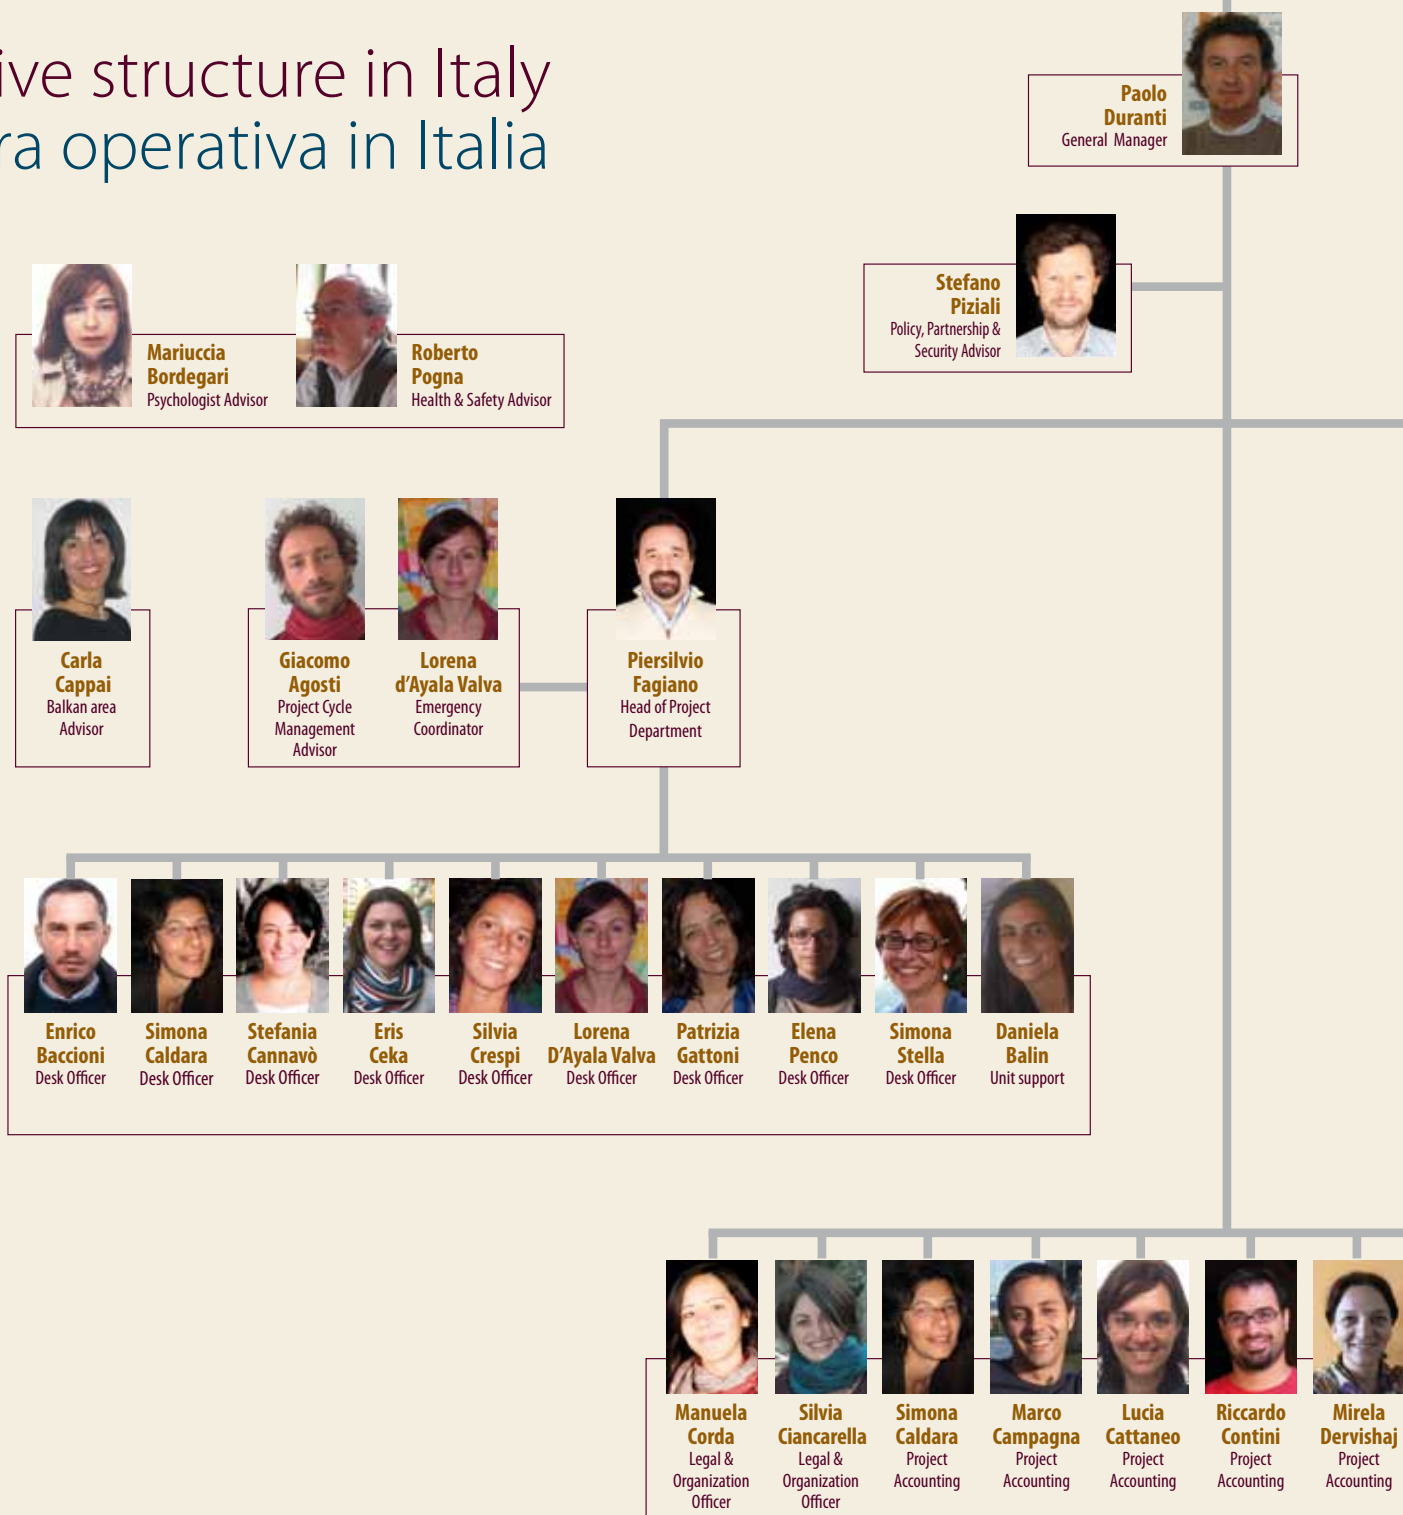 ive structure in Italy
ra operativa in Italia
Paolo
Duranti
General Manager
Stefano
Piziali
Policy, Partnership &
Security Advisor
Mariuccia
Bordegari
Psychologist Advisor
Roberto
Pogna
Health & Safety Advisor
Carla
Cappai
Balkan area
Advisor
Giacomo
Agosti
Project Cycle
Management
Advisor
Lorena
d'Ayala Valva
Emergency
Coordinator
Piersilvio
Fagiano
Head of Project
Department
Enrico
Baccioni
Desk Officer
Simona
Caldara
Desk Officer
Stefania
Cannavò
Desk Officer
Eris
Ceka
Desk Officer
Silvia
Crespi
Desk Officer
Lorena
D'Ayala Valva
Desk Officer
Patrizia
Gattoni
Desk Officer
Elena
Penco
Desk Officer
Simona
Stella
Desk Officer
Daniela
Balin
Unit support
Manuela
Corda
Legal &
Organization
Officer
Silvia
Ciancarella
Legal &
Organization
Officer
Simona
Caldara
Project
Accounting
Marco
Campagna
Project
Accounting
Lucia
Cattaneo
Project
Accounting
Riccardo
Contini
Project
Accounting
Mirela
Dervishaj
Project
Accounting